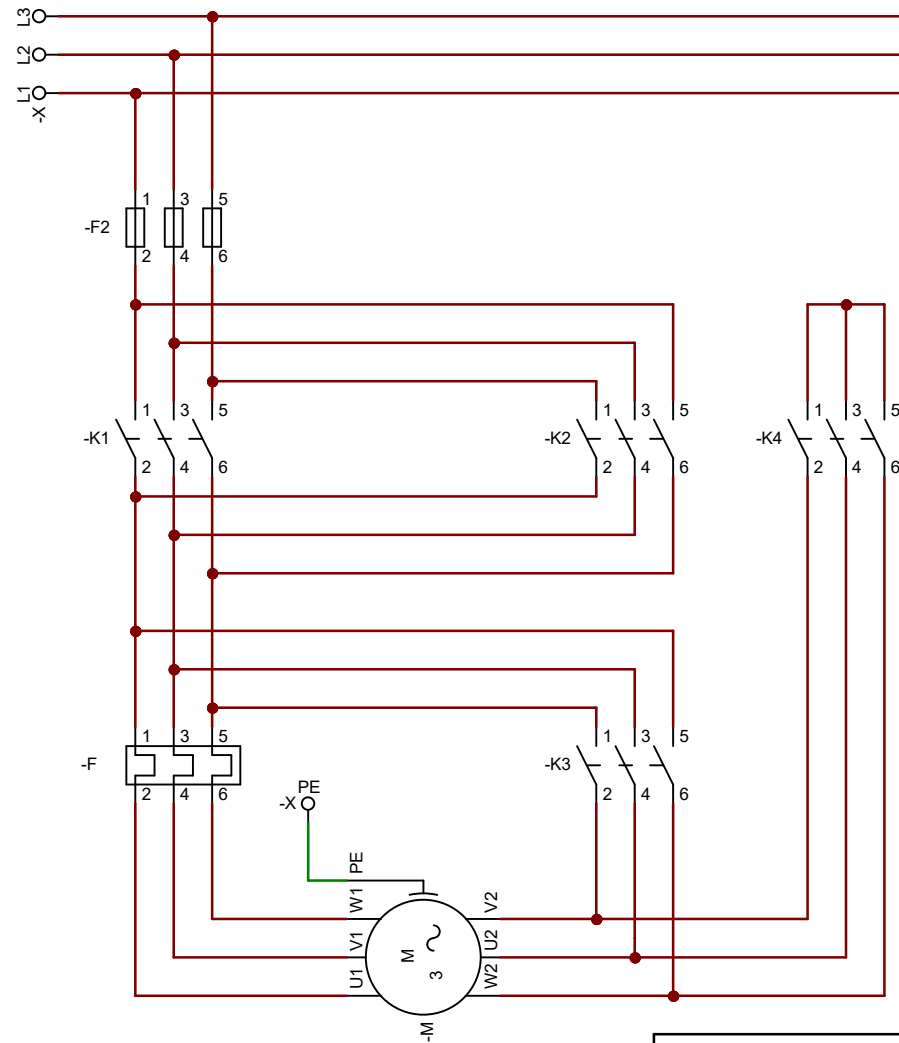 L3
L2
L1
-X
1 3 5
-F2
2 4 6
1 3 5 1 3 5 1 3 5
-K1 -K2 -K4
2 4 6 2 4 6 2 4 6
1 3 5 1 3 5
-F -K3
2 4 6 2 4 6
PE
-X
PE
W1 V2
V1 M U2
U1 3 W2
-M